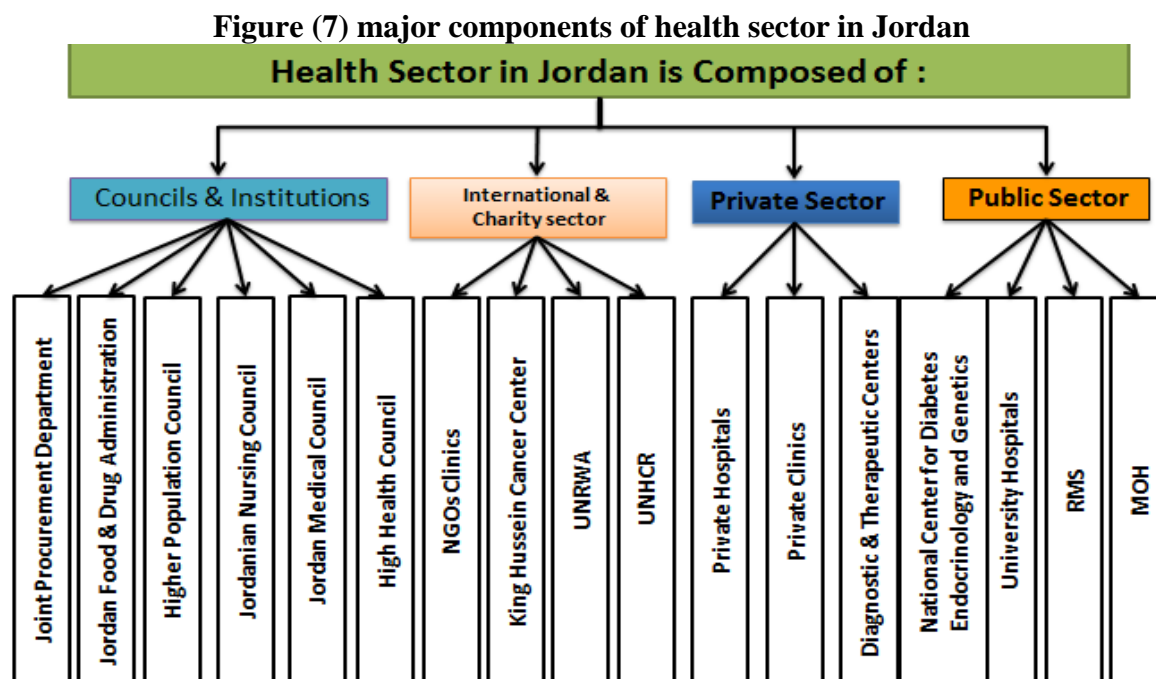 Figure (7) major components of health sector in Jordan
Health Sector in Jordan is Composed of :
Councils & Institutions
International &
Charity sector
Private Sector
Public Sector
Joint Procurement Department
Jordan Food & Drug Administration
Higher Population Council
Jordanian Nursing Council
Jordan Medical Council
High Health Council
NGOs Clinics
King Hussein Cancer Center
UNRWA
UNHCR
Private Hospitals
Private Clinics
Diagnostic & Therapeutic Centers
National Center for Diabetes
Endocrinology and Genetics
University Hospitals
RMS
MOH